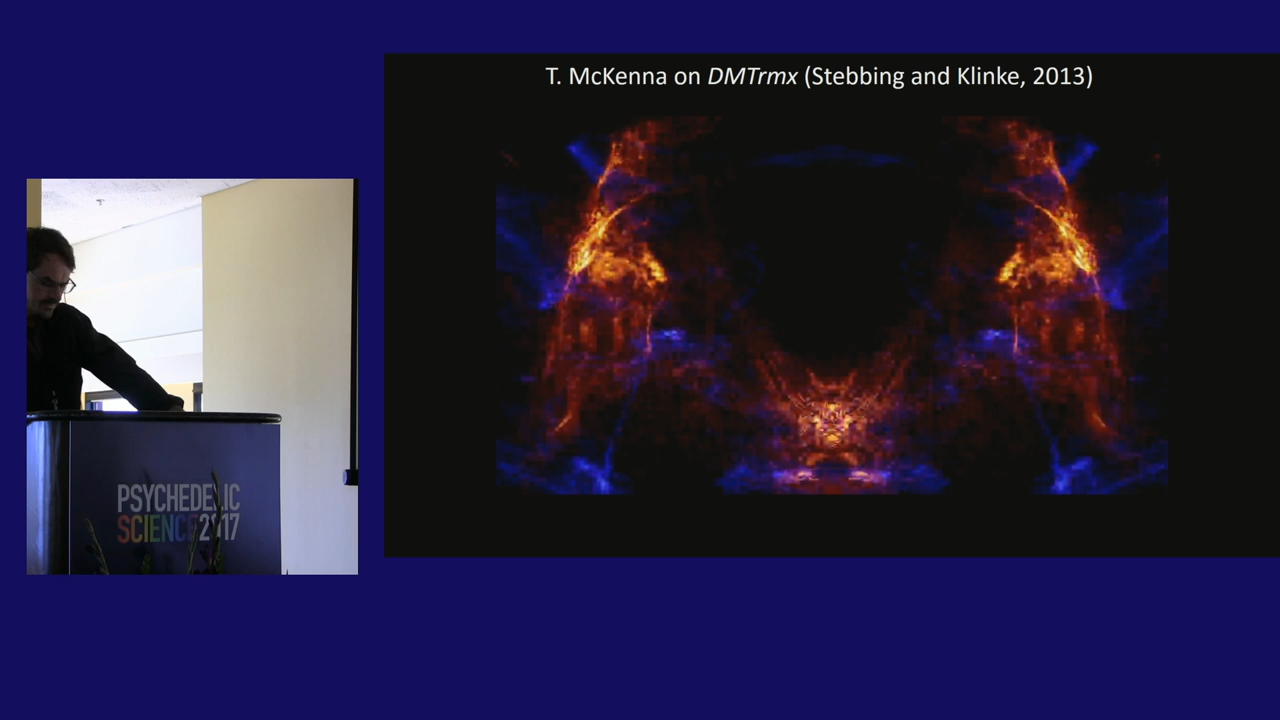 T. McKenna on DMTrmx (Stebbing and Klinke, 2013)
PSYCHEDELIC
SCIENCE2017